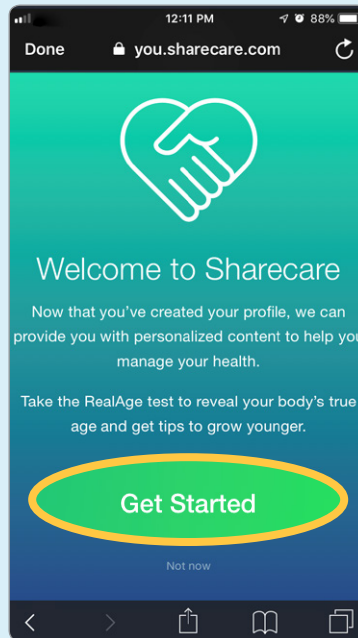 12:11 PM 88%
Done you.sharecare.com
Welcome to Sharecare
Now that you've created your profile, we can
provide you with personalized content to help you
manage your health.
Take the RealAge test to reveal your body's true
age and get tips to grow younger.
Get Started
Not now